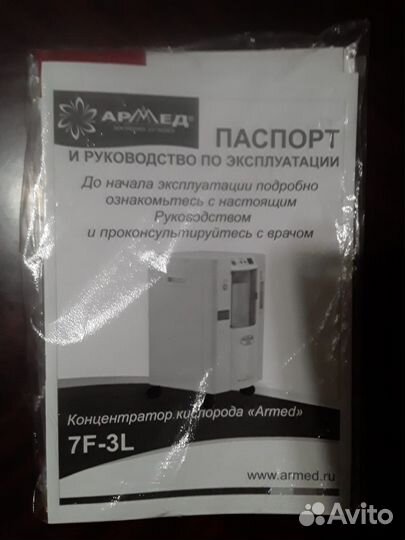 АРМЕД®
ПАСПОРТ
И РУКОВОДСТВО ПО ЭКСПЛУАТАЦИИ
До начала эксплуатации подробно
ознакомьтесь с настоящим
Руководством
и проконсультируйтесь с врачом
Концентратор кислорода «Armed»
7F-3L
www.armed.ru
Avito